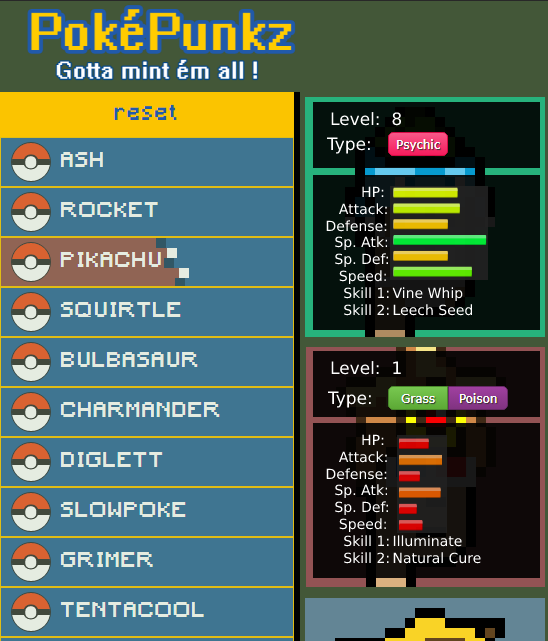 PokéPunkz
Gotta mint ém all !
reset
ASH
ROCKET
PIKACHU
SQUIRTLE
BULBASAUR
CHARMANDER
DIGLETT
SLOWPOKE
GRIMER
TENTACOOL
Level: 8
Type: Psychic
HP:
Attack:
Defense:
Sp. Atk:
Sp. Def:
Speed:
Skill 1: Vine Whip
Skill 2: Leech Seed
Level: 1
Type: Grass Poison
HP:
Attack:
Defense:
Sp. Atk:
Sp. Def:
Speed:
Skill 1: Illuminate
Skill 2: Natural Cure